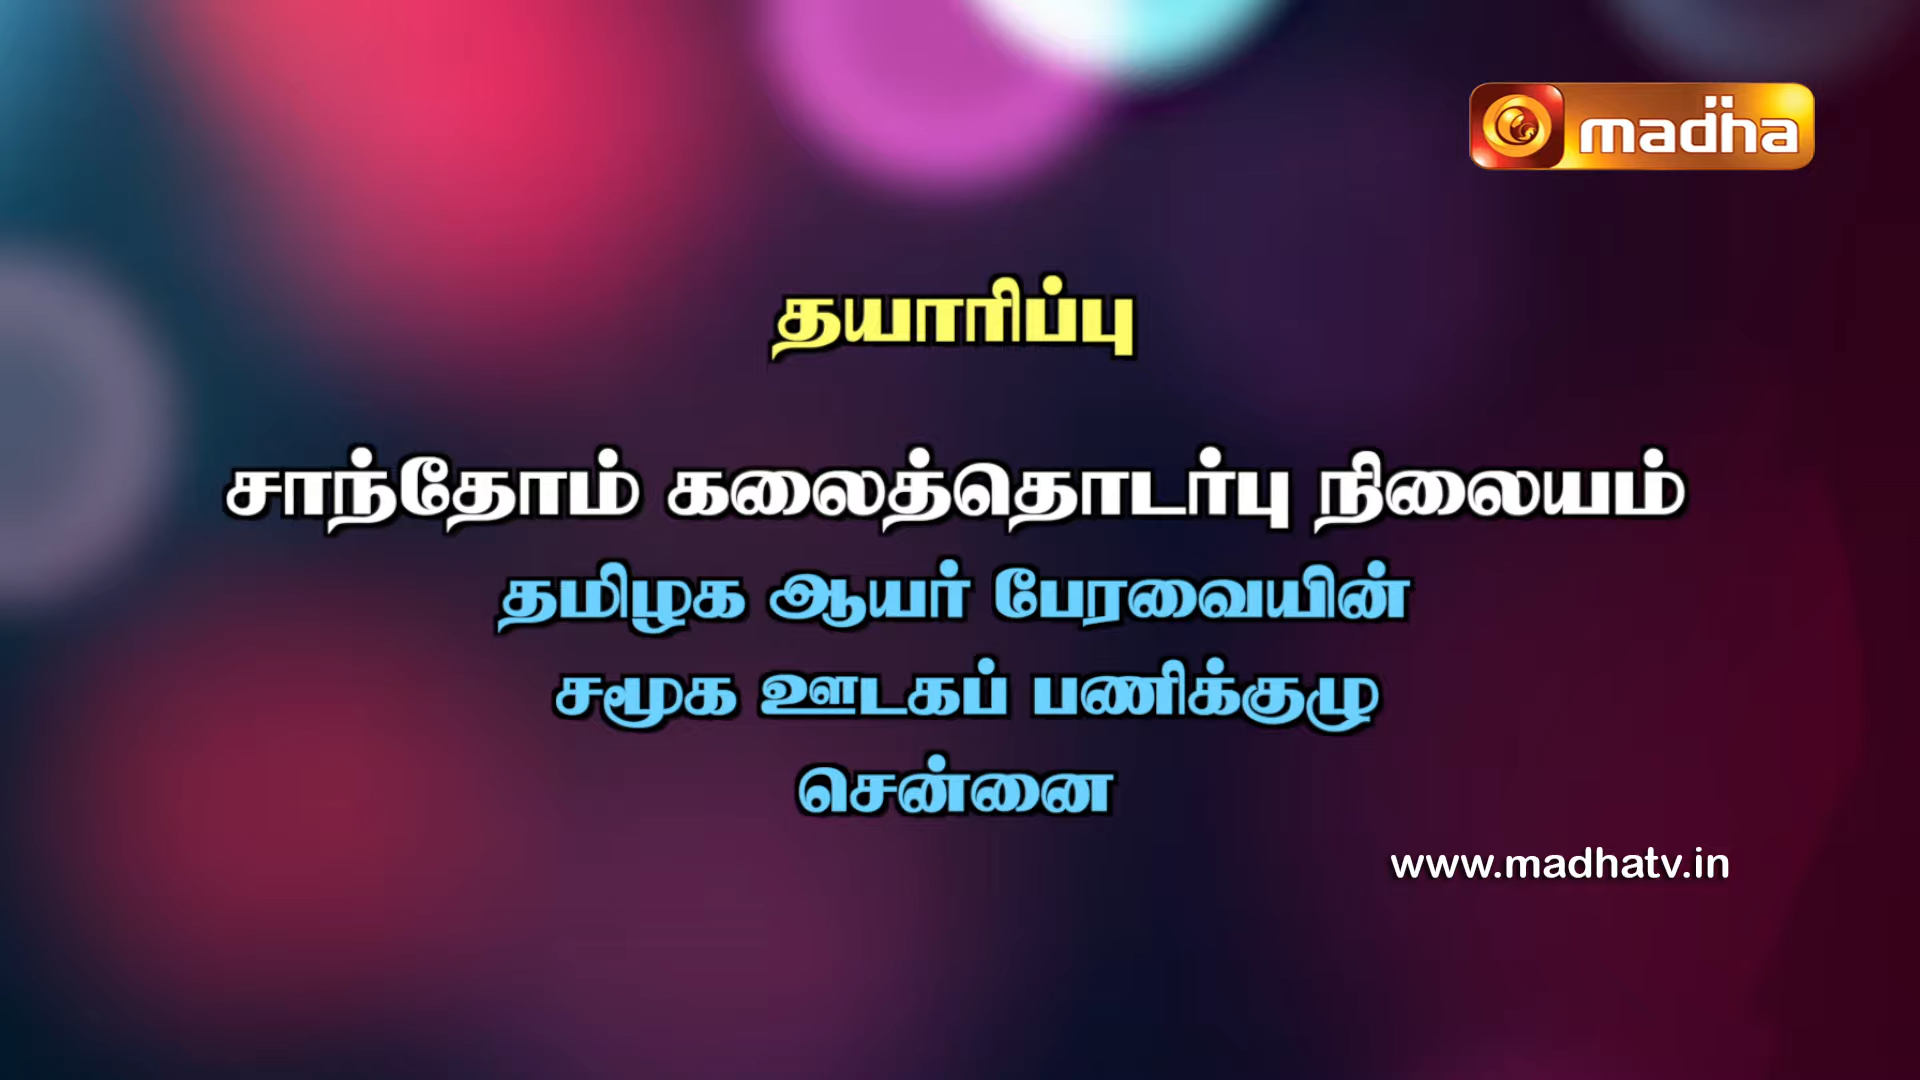 madha
தயாரிப்பு
சாந்தோம் கலைத்தொடர்பு நிலையம்
தமிழக ஆயர் பேரவையின்
சமூக ஊடகப் பணிக்குழு
சென்னை
www.madhatv.in